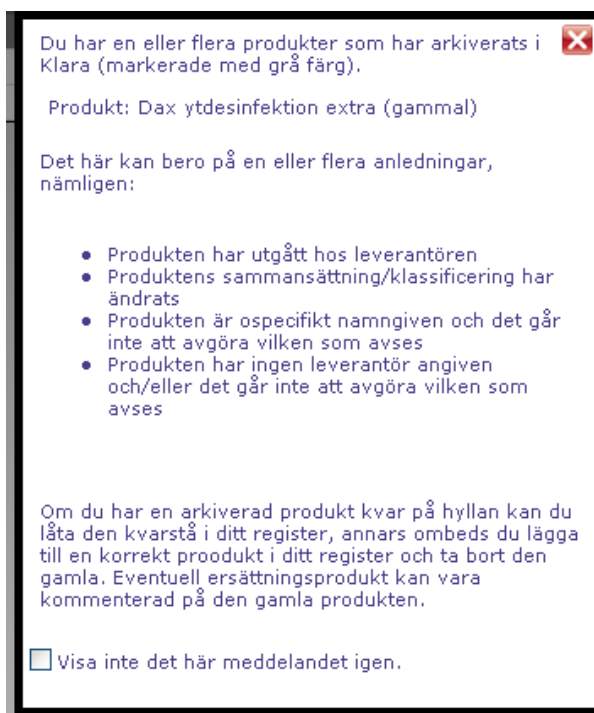 Du har en eller flera produkter som har arkiverats i
Klara (markerade med grå färg).
Produkt: Dax ytdesinfektion extra (gammal)
Det här kan bero på en eller flera anledningar,
nämligen:
• Produkten har utgått hos leverantören
• Produktens sammansättning/klassificering har
ändrats
• Produkten är ospecifikt namngiven och det går
inte att avgöra vilken som avses
• Produkten har ingen leverantör angiven
och/eller det går inte att avgöra vilken som
avses
Om du har en arkiverad produkt kvar på hyllan kan du
låta den kvarstå i ditt register, annars ombeds du lägga
till en korrekt proodukt i ditt register och ta bort den
gamla. Eventuell ersättningsprodukt kan vara
kommenterad på den gamla produkten.
Visa inte det här meddelandet igen.